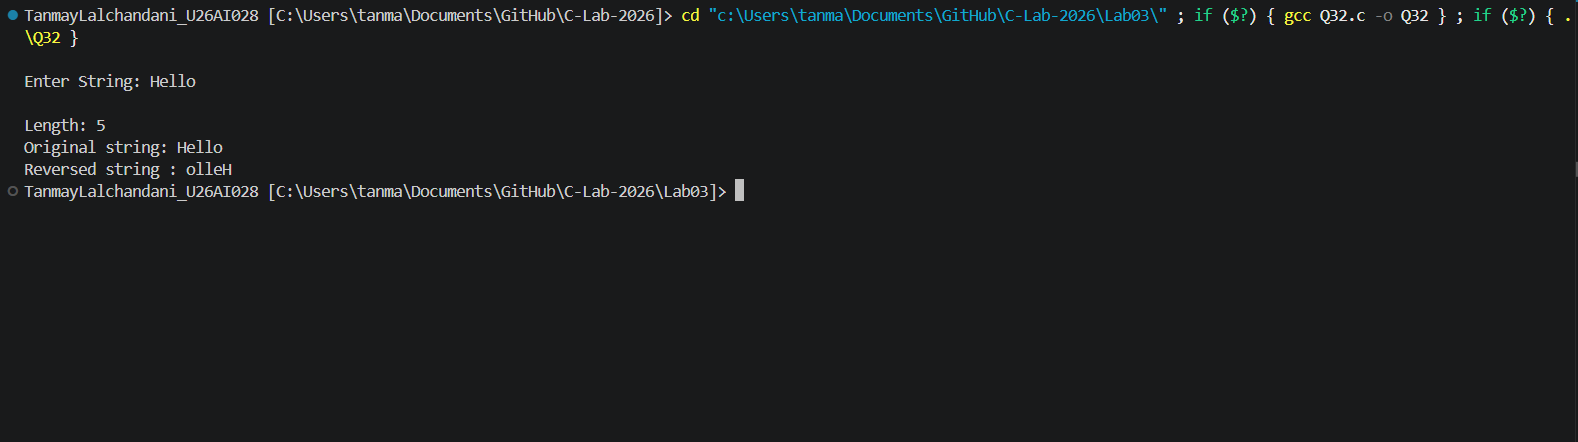 TanmayLalchandani_U26AI028 [C:\Users\tanma\Documents\GitHub\C-Lab-2026]> cd "c:\Users\tanma\Documents\GitHub\C-Lab-2026\Lab03\" ; if ($?) { gcc Q32.c -o Q32 } ; if ($?) { .
\Q32 }
Enter String: Hello
Length: 5
Original string: Hello
Reversed string : olleH
TanmayLalchandani_U26AI028 [C:\Users\tanma\Documents\GitHub\C-Lab-2026\Lab03]>